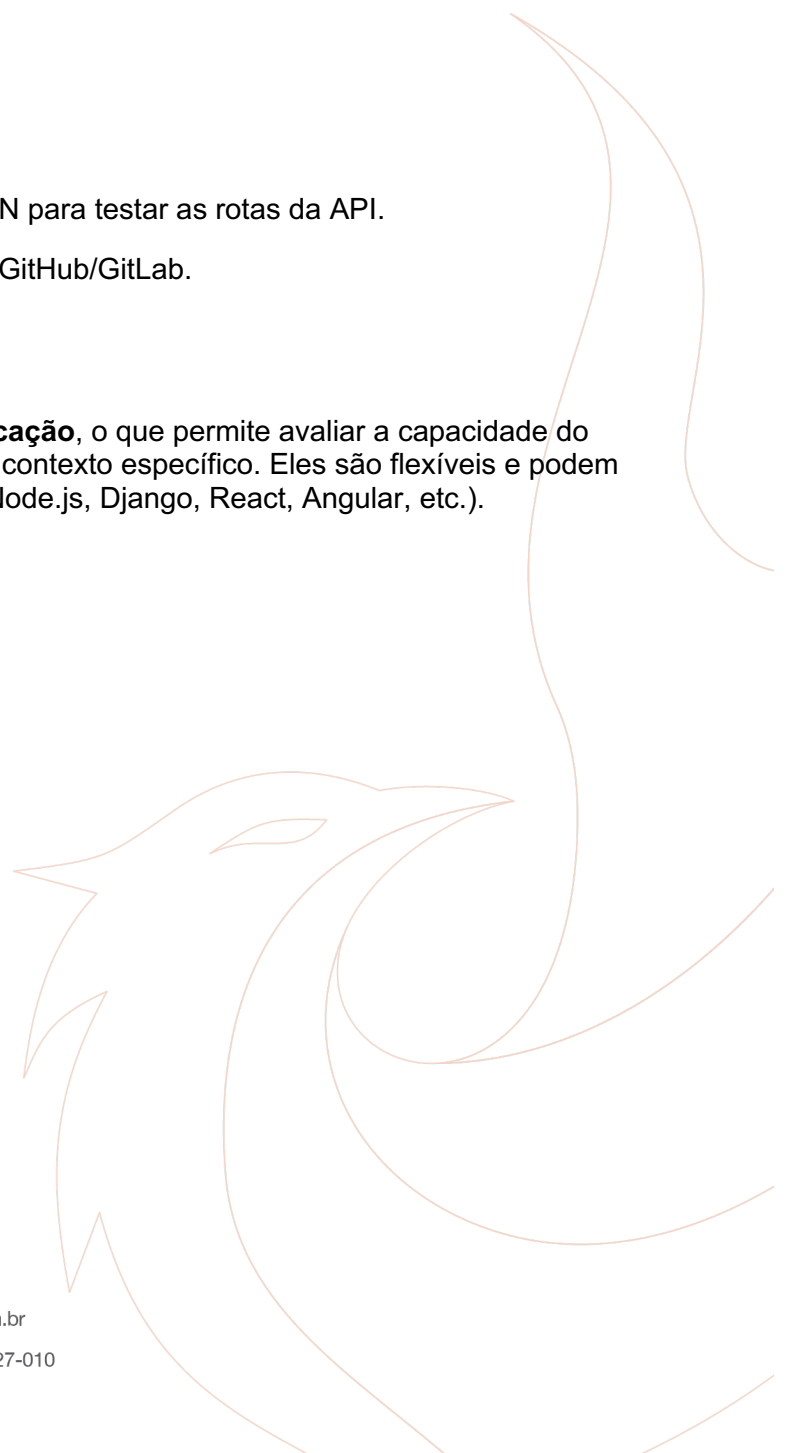 N para testar as rotas da API.
GitHub/GitLab.
cação, o que permite avaliar a capacidade do
contexto específico. Eles são flexíveis e podem
Node.js, Django, React, Angular, etc.).
.br
27-010